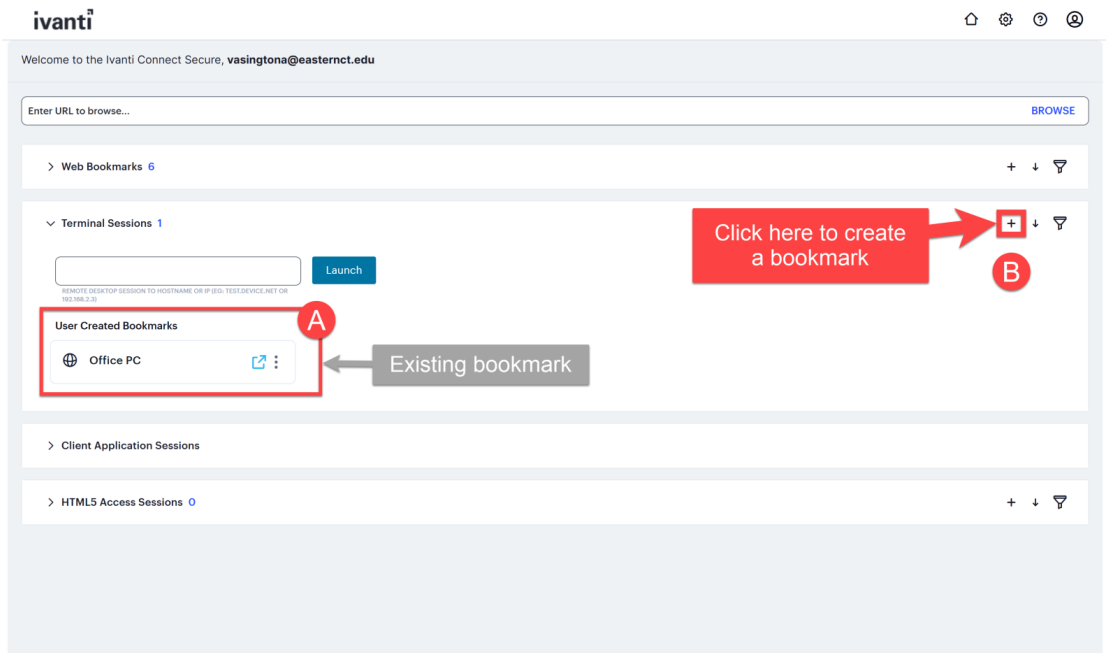 ivanti
Welcome to the Ivanti Connect Secure, vasingtona@easternct.edu
Enter URL to browse...
BROWSE
Web Bookmarks 6
Terminal Sessions 1
Click here to create
a bookmark
B
Launch
REMOTE DESKTOP SESSION TO HOSTNAME OR IP (EG: TEST.DEVICE.NET OR
192.168.2.3)
A
User Created Bookmarks
Office PC
Existing bookmark
Client Application Sessions
HTML5 Access Sessions 0